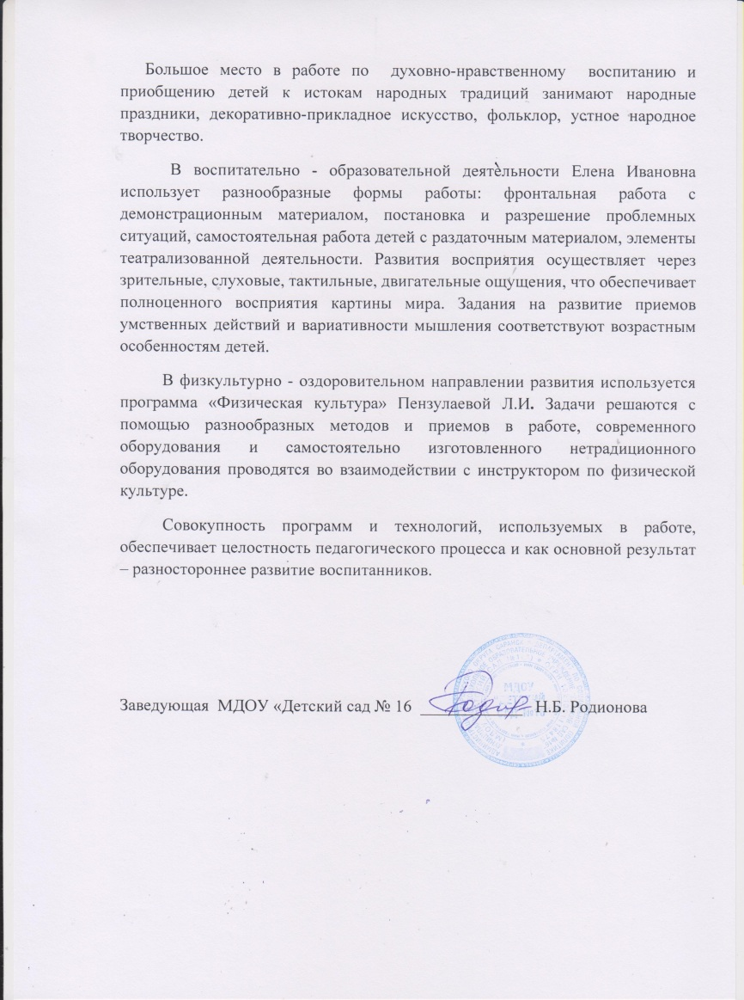 Большое место в работе по духовно-нравственному воспитанию и
приобщению детей к истокам народных традиций занимают народные
праздники, декоративно-прикладное искусство, фольклор, устное народное
творчество.
В воспитательно - образовательной деятельности Елена Ивановна
использует разнообразные формы работы: фронтальная работа с
демонстрационным материалом, постановка и разрешение проблемных
ситуаций, самостоятельная работа детей с раздаточным материалом, элементы
театрализованной деятельности. Развития восприятия осуществляет через
зрительные, слуховые, тактильные, двигательные ощущения, что обеспечивает
полноценного восприятия картины мира. Задания на развитие приемов
умственных действий и вариативности мышления соответствуют возрастным
особенностям детей.
В физкультурно - оздоровительном направлении развития используется
программа «Физическая культура» Пензулаевой Л.И. Задачи решаются с
помощью разнообразных методов и приемов в работе, современного
оборудования и самостоятельно изготовленного нетрадиционного
оборудования проводятся во взаимодействии с инструктором по физической
культуре.
Совокупность программ и технологий, используемых в работе,
обеспечивает целостность педагогического процесса и как основной результат
– разностороннее развитие воспитанников.
Заведующая МДОУ «Детский сад № 16 Н.Б. Родионова
МДОУ